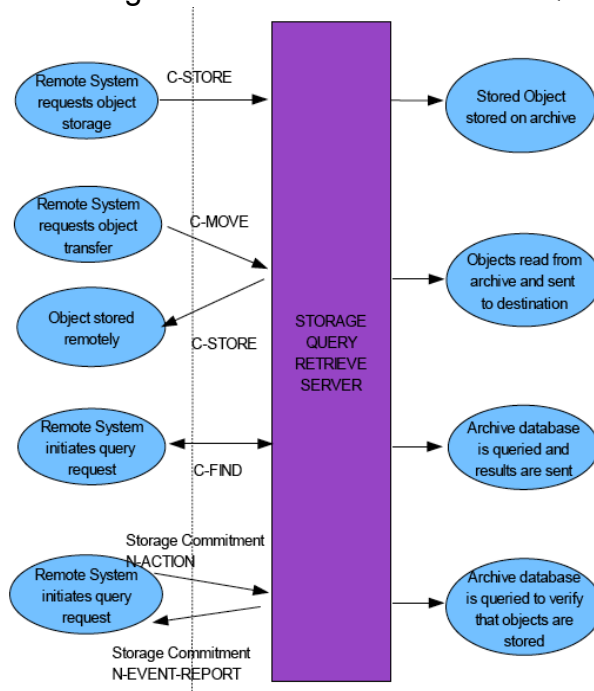 Remote System
requests object
storage
C-STORE
Stored Object
stored on archive
Remote System
requests object
transfer
C-MOVE
Objects read from
archive and sent
to destination
Object stored
remotely
C-STORE
STORAGE
QUERY
RETRIEVE
SERVER
Remote System
initiates query
request
C-FIND
Archive database
is queried and
results are sent
Storage Commitment
N-ACTION
Remote System
initiates query
request
Storage Commitment
N-EVENT-REPORT
Archive database
is queried to verify
that objects are
stored